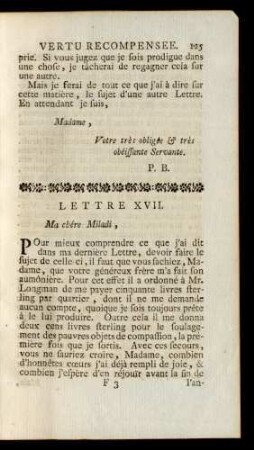 VERTU RECOMPENSEE. 125
prie. Si vous jugez que je sois prodigue dans
une chose, je tâcherai de regagner cela sur
une autre.
Mais je ferai de tout ce que j'ai à dire sur
cette matière, le sujet d'une autre Lettre.
En attendant je suis,
Madame,
Votre très obligée & très
obéissante Servante.
P. B.
LETTRE XVII.
Ma chére Miladi,
POur mieux comprendre ce que j'ai dit
dans ma dernière Lettre, devoir faire le
sujet de celle-ci, il faut que vous sachiez, Ma-
dame, que votre généreux frère m'a fait son
aumônière. Pour cet effet il a ordonné à Mr.
Longman de me payer cinquante livres ster-
ling par quartier, dont il ne me demande
aucun compte, quoique je sois toujours prête
à le lui produire. Outre cela il me donna
deux cens livres sterling pour le soulage-
ment des pauvres objets de compassion, la pre-
mière fois que je sortis. Avec ces secours,
vous ne sauriez croire, Madame, combien
d'honnêtes cœurs j'ai déjà rempli de joie, &
combien j'espère d'en réjouir avant la fin de
F 3 l'an-